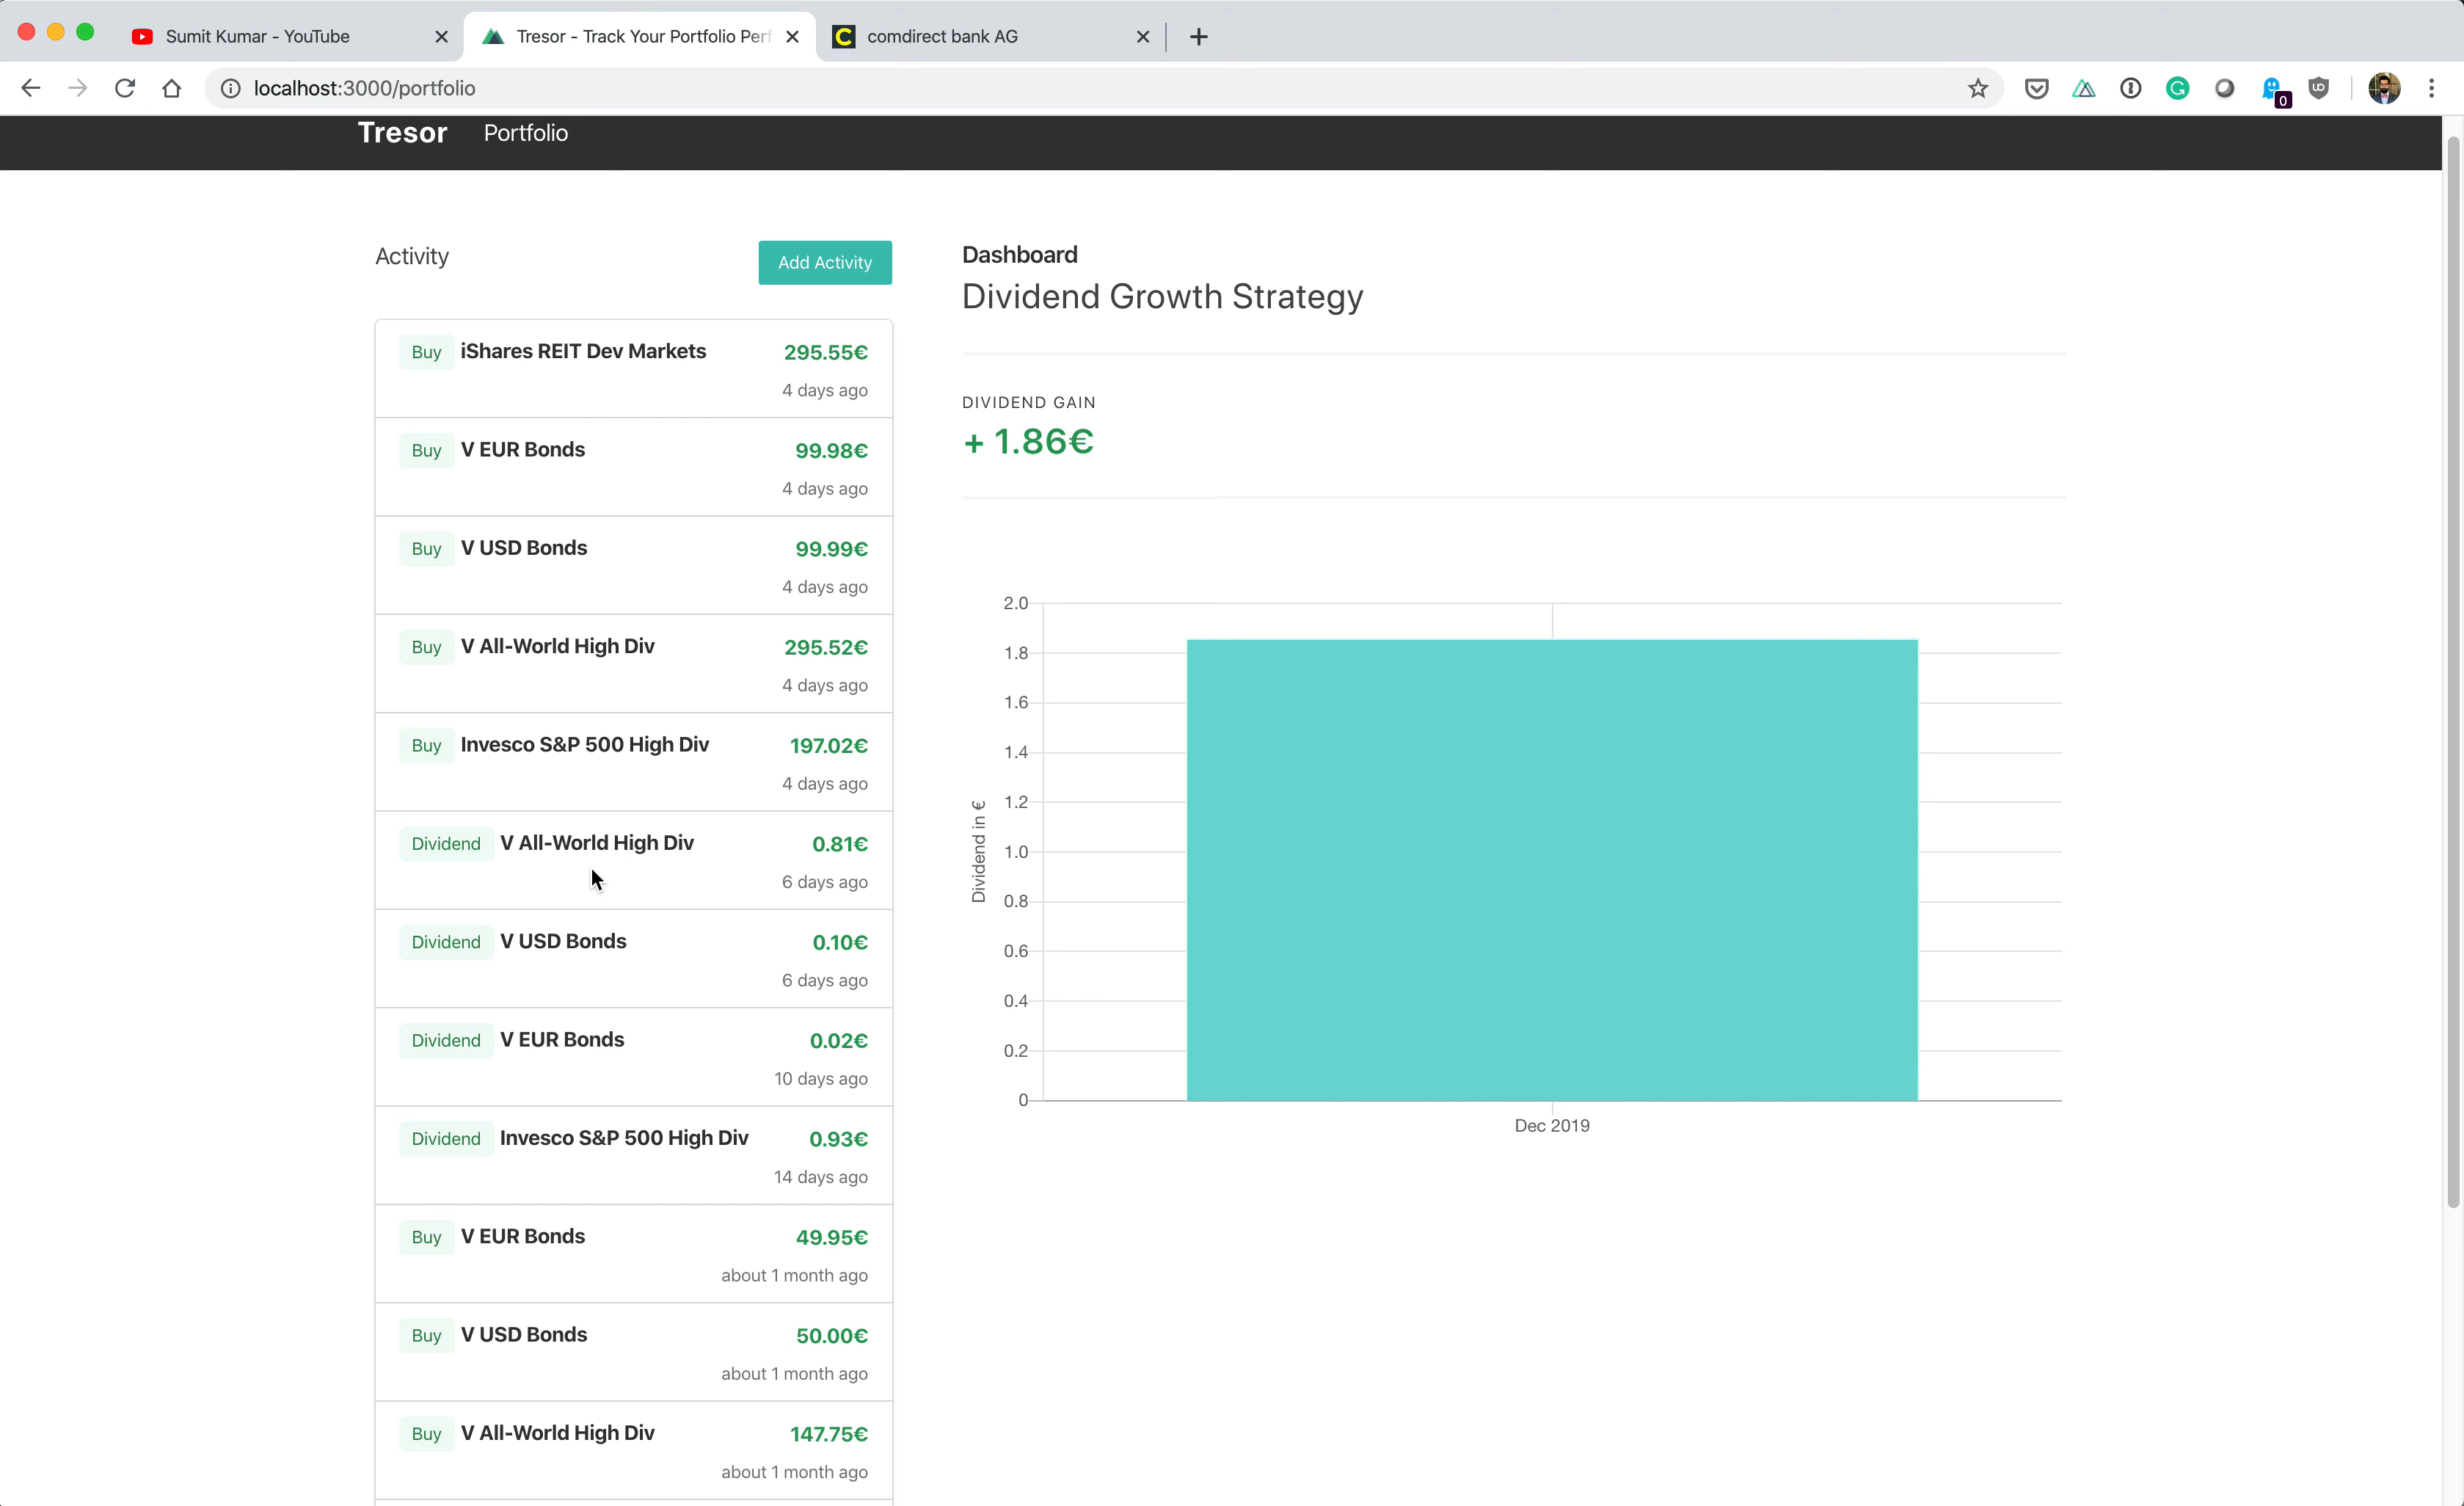 Sumit Kumar - YouTube
Tresor - Track Your Portfolio Perf
comdirect bank AG
localhost:3000/portfolio
0
Tresor Portfolio
Activity
Add Activity
Buy iShares REIT Dev Markets 295.55€
4 days ago
Buy V EUR Bonds 99.98€
4 days ago
Buy V USD Bonds 99.99€
4 days ago
Buy V All-World High Div 295.52€
4 days ago
Buy Invesco S&P 500 High Div 197.02€
4 days ago
Dividend V All-World High Div 0.81€
6 days ago
Dividend V USD Bonds 0.10€
6 days ago
Dividend V EUR Bonds 0.02€
10 days ago
Dividend Invesco S&P 500 High Div 0.93€
14 days ago
Buy V EUR Bonds 49.95€
about 1 month ago
Buy V USD Bonds 50.00€
about 1 month ago
Buy V All-World High Div 147.75€
about 1 month ago
Dashboard
Dividend Growth Strategy
DIVIDEND GAIN
+ 1.86€
Dividend in €
2.0
1.8
1.6
1.4
1.2
1.0
0.8
0.6
0.4
0.2
0
Dec 2019